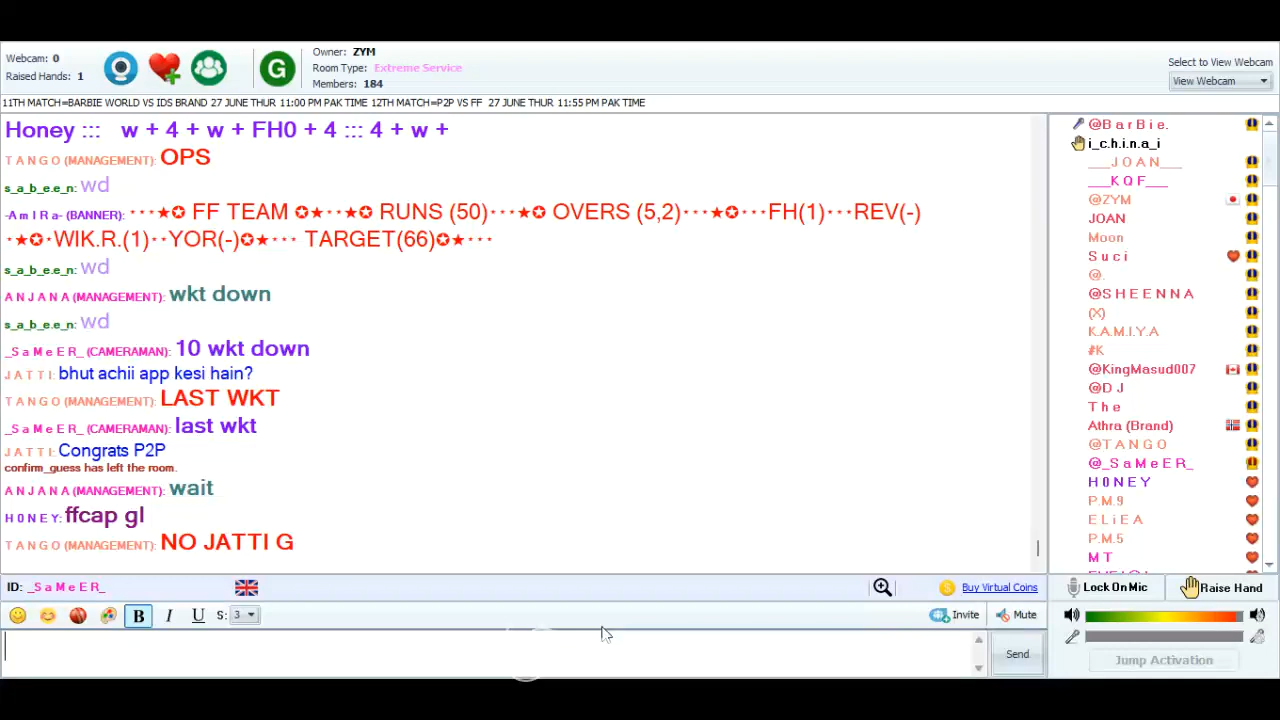 Webcam: 0
Raised Hands: 1
G
Owner: ZYM
Room Type: Extreme Service
Members: 184
Select to View Webcam
View Webcam
11TH MATCH=BARBIE WORLD VS IDS BRAND 27 JUNE THUR 11:00 PM PAK TIME 12TH MATCH=P2P VS FF 27 JUNE THUR 11:55 PM PAK TIME
Honey ::: w + 4 + w + FH0 + 4 ::: 4 + w +
T A N G O (MANAGEMENT): OPS
s_a_b_e.e_n: wd
-A m I R a- (BANNER): ⋅⋅⋅★✪ FF TEAM ✪★⋅⋅★✪ RUNS (50)⋅⋅⋅★✪ OVERS (5,2)⋅⋅⋅★✪⋅⋅⋅FH(1)⋅⋅⋅REV(-)
⋅★✪⋅WIK.R.(1)⋅⋅YOR(-)✪★⋅⋅⋅ TARGET(66)✪★⋅⋅⋅
s_a_b_e.e_n: wd
A N J A N A (MANAGEMENT): wkt down
s_a_b_e.e_n: wd
_S a M e E R_ (CAMERAMAN): 10 wkt down
J A T T I: bhut achii app kesi hain?
T A N G O (MANAGEMENT): LAST WKT
_S a M e E R_ (CAMERAMAN): last wkt
J A T T I: Congrats P2P
confirm_guess has left the room.
A N J A N A (MANAGEMENT): wait
H 0 N E Y: ffcap gl
T A N G O (MANAGEMENT): NO JATTI G
@B a r B i e.
i_c.h.i.n.a_i
___J O A N___
___K Q F___
@ZYM
JOAN
Moon
S u c i
@.
@S H E E N N A
(X)
K.A.M.I.Y.A
#K
@KingMasud007
@D J
T h e
Athra (Brand)
@T A N G O
@_S a M e E R_
H 0 N E Y
P.M.9
E L i E A
P.M.5
M T
ID: _S a M e E R_
Buy Virtual Coins
Lock On Mic
Raise Hand
B I U S: 3
Invite
Mute
Send
Jump Activation